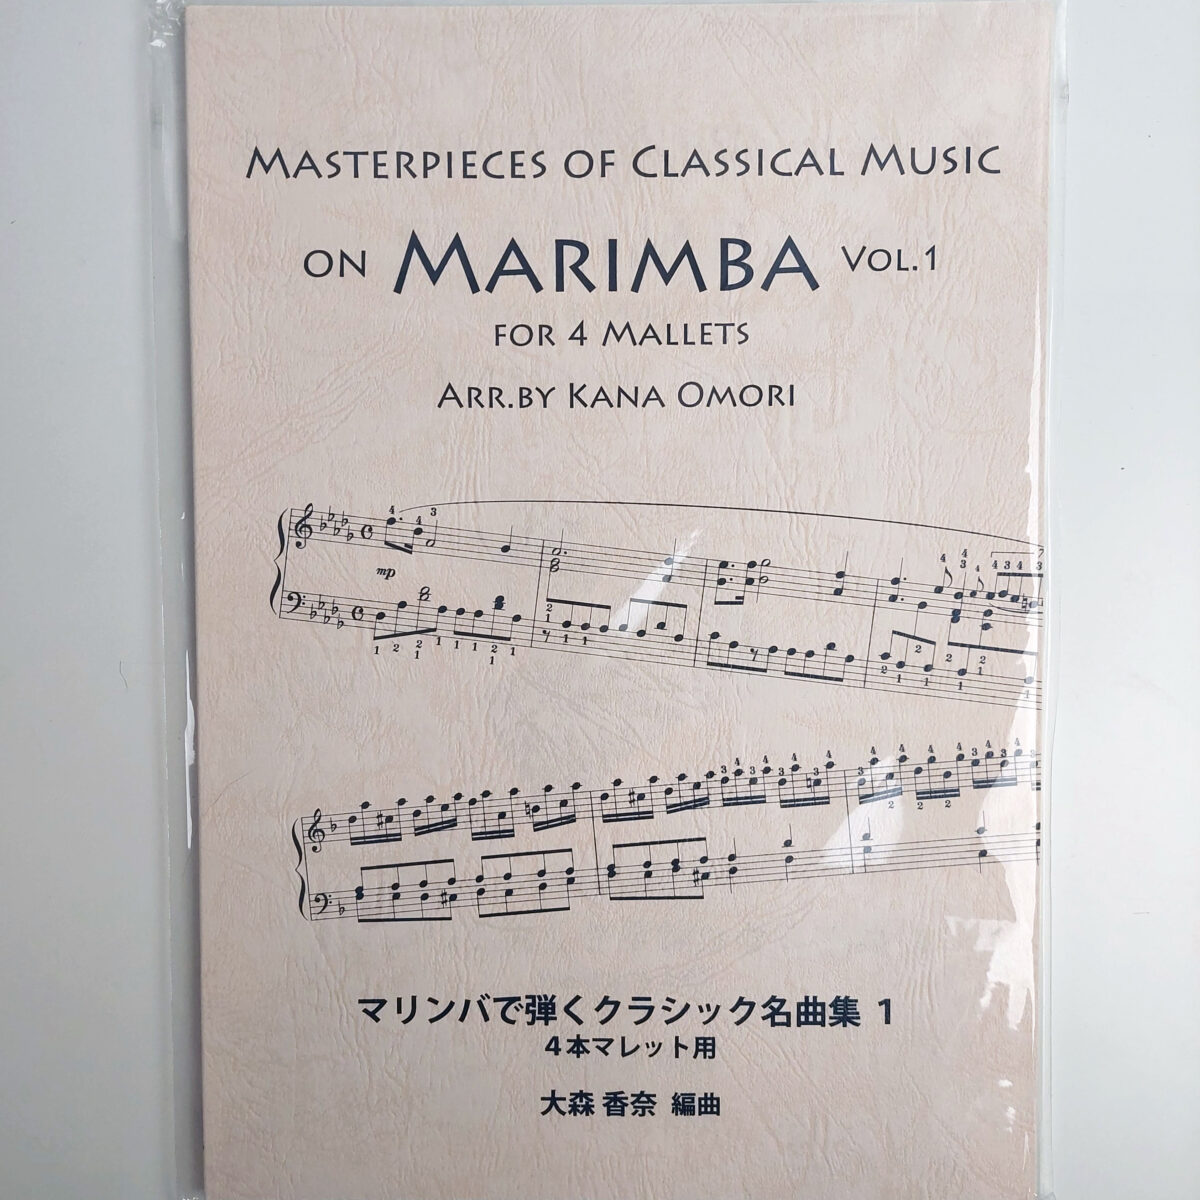 MASTERPIECES OF CLASSICAL MUSIC
ON MARIMBA VOL.1
FOR 4 MALLETS
ARR.BY KANA OMORI
mp
マリンバで弾くクラシック名曲集 1
4本マレット用
大森 香奈 編曲